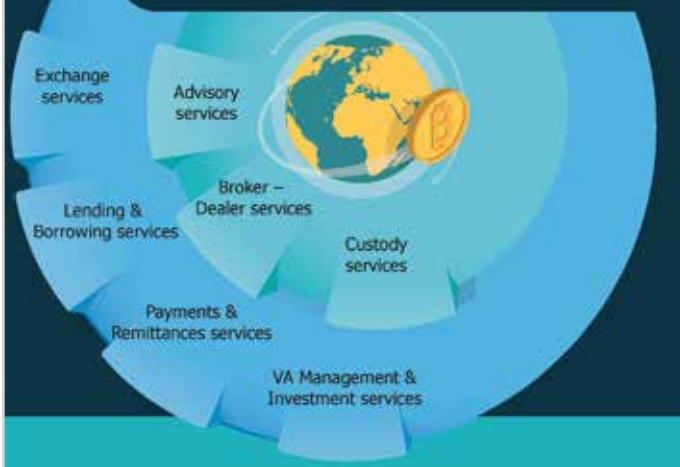 Exchange
services
Advisory
services
Broker –
Dealer services
Lending &
Borrowing services
Custody
services
Payments &
Remittances services
VA Management &
Investment services